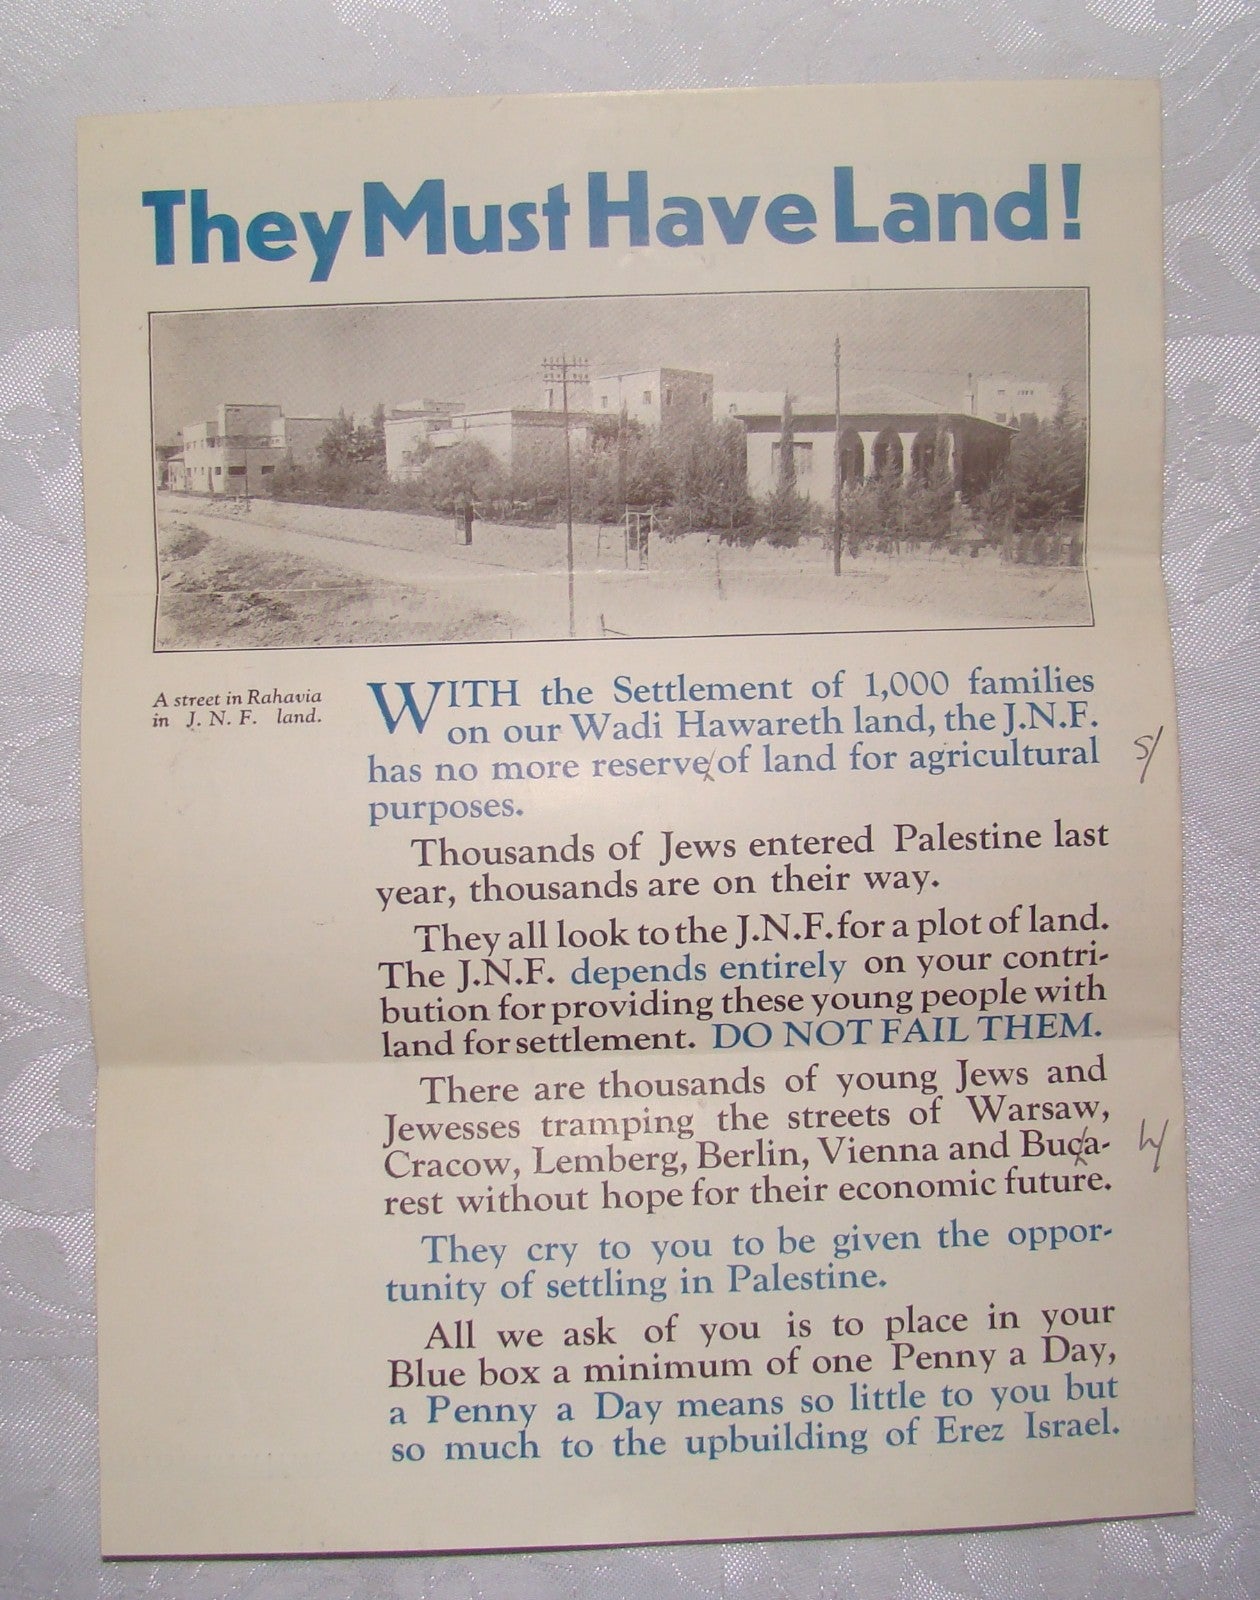 They Must Have Land!
A street in Rahavia
in J. N. F. land.
WITH the Settlement of 1,000 families
on our Wadi Hawareth land, the J.N.F.
has no more reserve of land for agricultural
s/
purposes.
Thousands of Jews entered Palestine last
year, thousands are on their way.
They all look to the J.N.F. for a plot of land.
The J.N.F. depends entirely on your contri-
bution for providing these young people with
land for settlement. DO NOT FAIL THEM.
There are thousands of young Jews and
Jewesses tramping the streets of Warsaw,
Cracow, Lemberg, Berlin, Vienna and Buca-
h/
rest without hope for their economic future.
They cry to you to be given the oppor-
tunity of settling in Palestine.
All we ask of you is to place in your
Blue box a minimum of one Penny a Day,
a Penny a Day means so little to you but
so much to the upbuilding of Erez Israel.